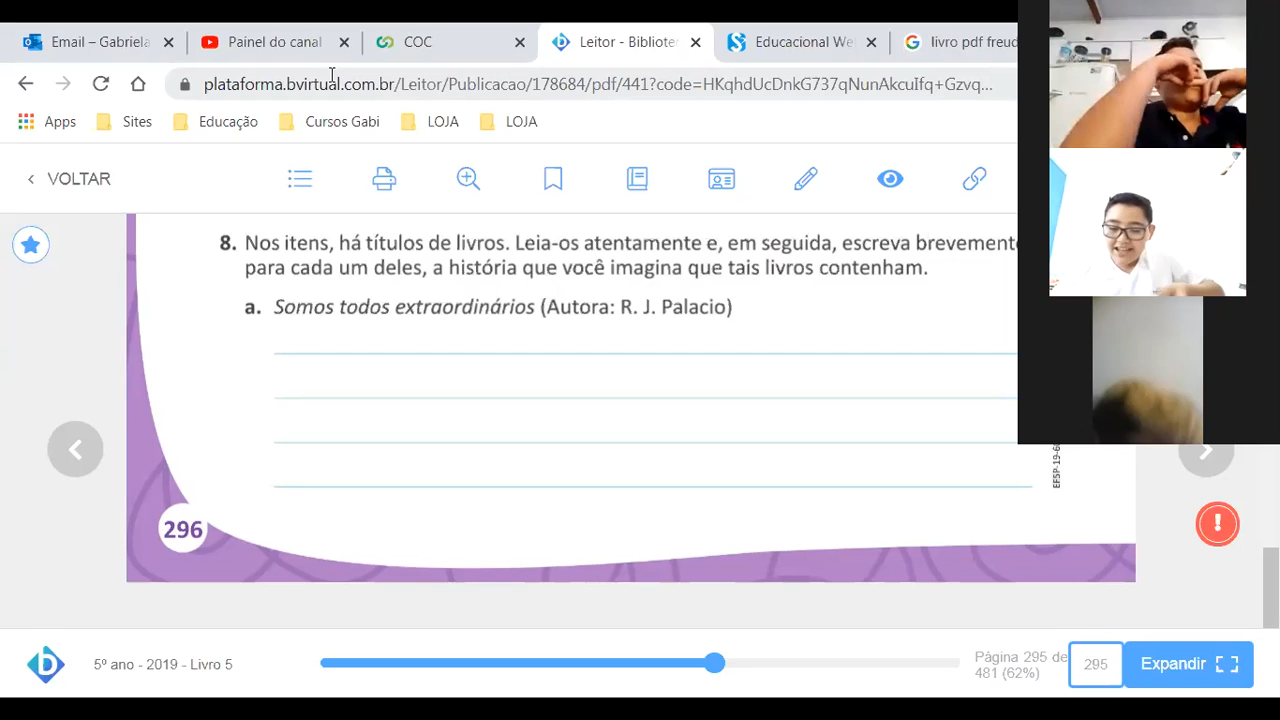 Email – Gabriela
Painel do canal
COC
Leitor - Bibliote
Educacional We
livro pdf freud
plataforma.bvirtual.com.br/Leitor/Publicacao/178684/pdf/441?code=HKqhdUcDnkG737qNunAkcuIfq+Gzvq...
Apps
Sites
Educação
Cursos Gabi
LOJA
LOJA
VOLTAR
8. Nos itens, há títulos de livros. Leia-os atentamente e, em seguida, escreva brevemente
para cada um deles, a história que você imagina que tais livros contenham.
a. Somos todos extraordinários (Autora: R. J. Palacio)
296
5º ano - 2019 - Livro 5
Página 295 de
481 (62%)
295
Expandir